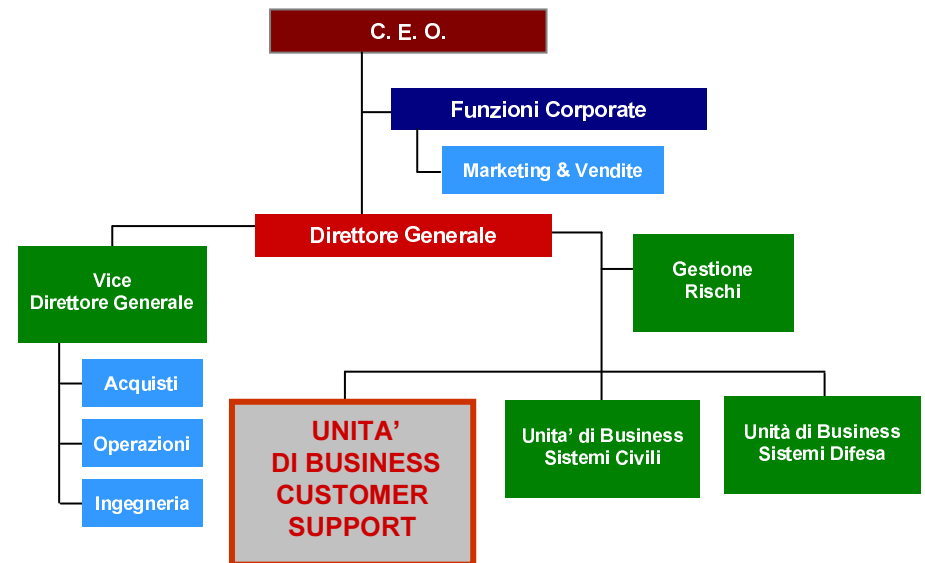 C. E. O.
Funzioni Corporate
Marketing & Vendite
Direttore Generale
Vice
Direttore Generale
Gestione
Rischi
Acquisti
Operazioni
Ingegneria
UNITA’
DI BUSINESS
CUSTOMER
SUPPORT
Unita’ di Business
Sistemi Civili
Unità di Business
Sistemi Difesa